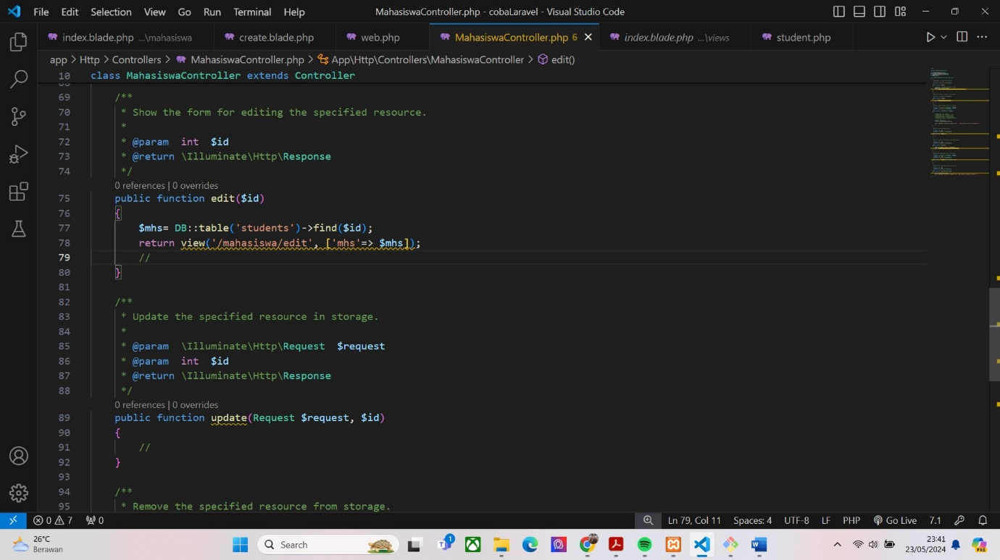 File Edit Selection View Go Run Terminal Help MahasiswaController.php - cobaLaravel - Visual Studio Code
index.blade.php ...\mahasiswa create.blade.php web.php MahasiswaController.php 6 index.blade.php ...\views student.php
app > Http > Controllers > MahasiswaController.php > App\Http\Controllers\MahasiswaController > edit()
10 class MahasiswaController extends Controller
68
69 /**
70 * Show the form for editing the specified resource.
71 *
72 * @param  int  $id
73 * @return \Illuminate\Http\Response
74 */
0 references | 0 overrides
75 public function edit($id)
76 {
77 $mhs= DB::table('students')->find($id);
78 return view('/mahasiswa/edit', ['mhs'=> $mhs]);
79 //
80 }
81
82 /**
83 * Update the specified resource in storage.
84 *
85 * @param  \Illuminate\Http\Request  $request
86 * @param  int  $id
87 * @return \Illuminate\Http\Response
88 */
0 references | 0 overrides
89 public function update(Request $request, $id)
90 {
91 //
92 }
93
94 /**
95 * Remove the specified resource from storage.
0 7 0 Ln 79, Col 11 Spaces: 4 UTF-8 LF PHP Go Live 7.1
26°C
Berawan
Search
1
23:41
23/05/2024
PRE